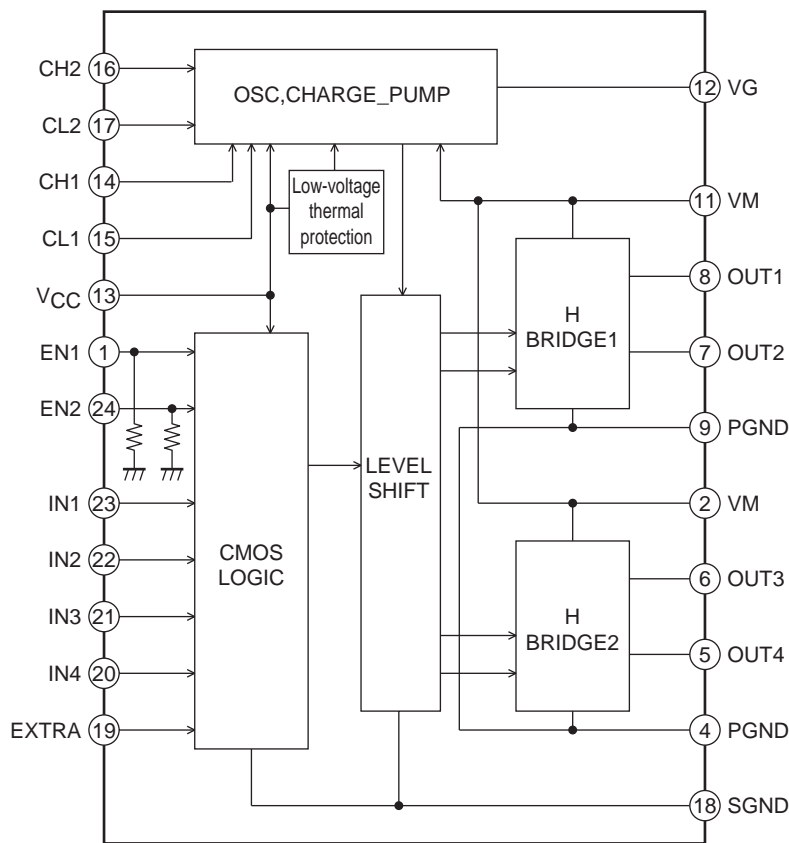 CH2 16
CL2 17
CH1 14
CL1 15
VCC 13
EN1 1
EN2 24
IN1 23
IN2 22
IN3 21
IN4 20
EXTRA 19
OSC,CHARGE_PUMP
Low-voltage
thermal
protection
CMOS
LOGIC
LEVEL
SHIFT
H
BRIDGE1
H
BRIDGE2
12 VG
11 VM
8 OUT1
7 OUT2
9 PGND
2 VM
6 OUT3
5 OUT4
4 PGND
18 SGND